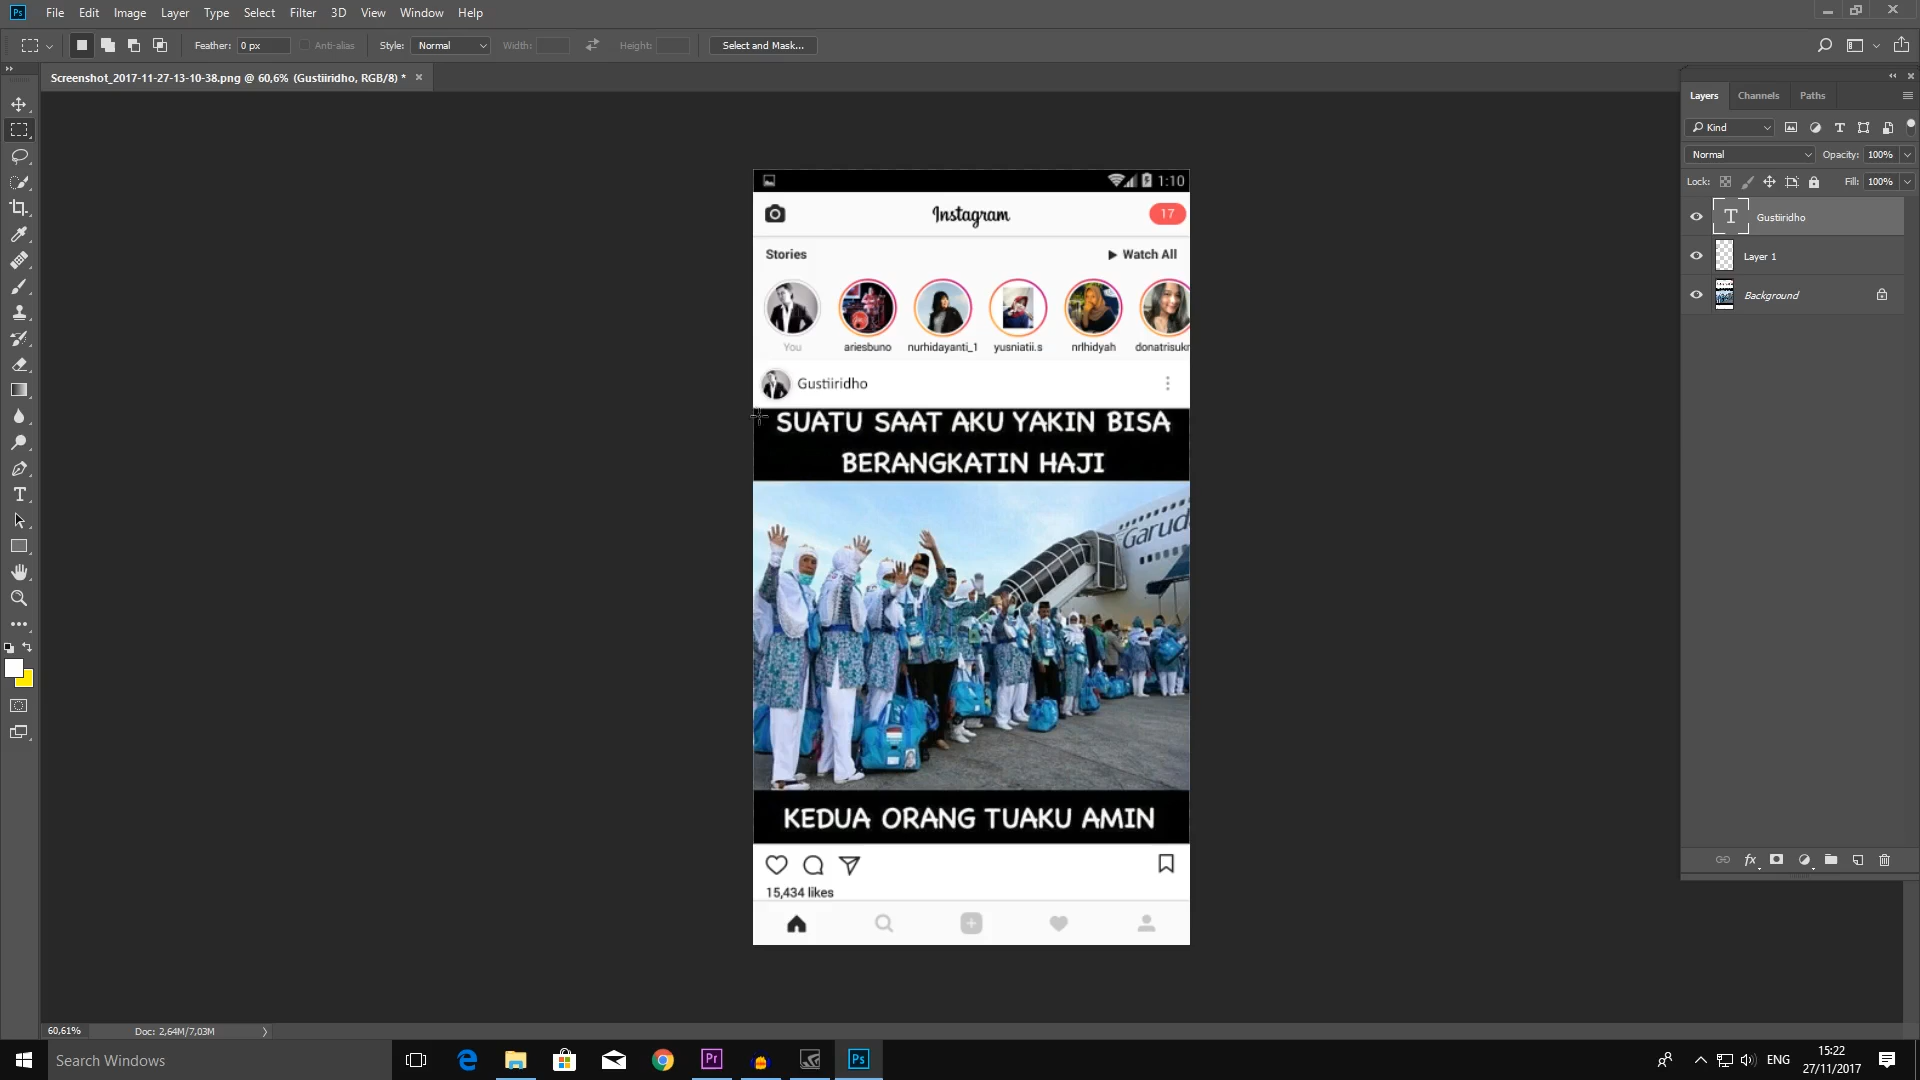 Ps File Edit Image Layer Type Select Filter 3D View Window Help
Feather: 0 px Anti-alias Style: Normal Width: Height: Select and Mask...
Screenshot_2017-11-27-13-10-38.png @ 60,6% (Gustiiridho, RGB/8) *
Layers Channels Paths
Kind
Normal Opacity: 100%
Lock: Fill: 100%
Gustiiridho
Layer 1
Background
1:10
Instagram 17
Stories Watch All
You ariesbuno nurhidayanti_1 yusniatii.s nrlhidyah donatrisukr
Gustiiridho
SUATU SAAT AKU YAKIN BISA
BERANGKATIN HAJI
Garud
KEDUA ORANG TUAKU AMIN
15,434 likes
60,61% Doc: 2,64M/7,03M
Search Windows Pr Ps ENG 15:22
27/11/2017